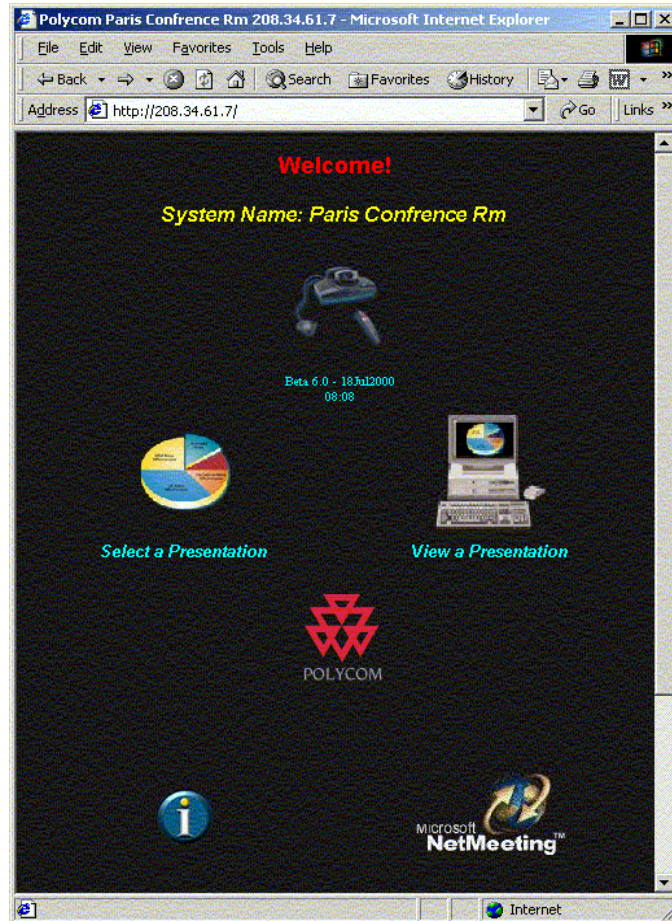 Polycom Paris Confrence Rm 208.34.61.7 - Microsoft Internet Explorer
File Edit View Favorites Tools Help
Back Search Favorites History »
Address http://208.34.61.7/ Go Links »
Welcome!
System Name: Paris Confrence Rm
Beta 6.0 - 18Jul2000
08:08
Select a Presentation
View a Presentation
POLYCOM
i
Microsoft
NetMeeting™
Internet